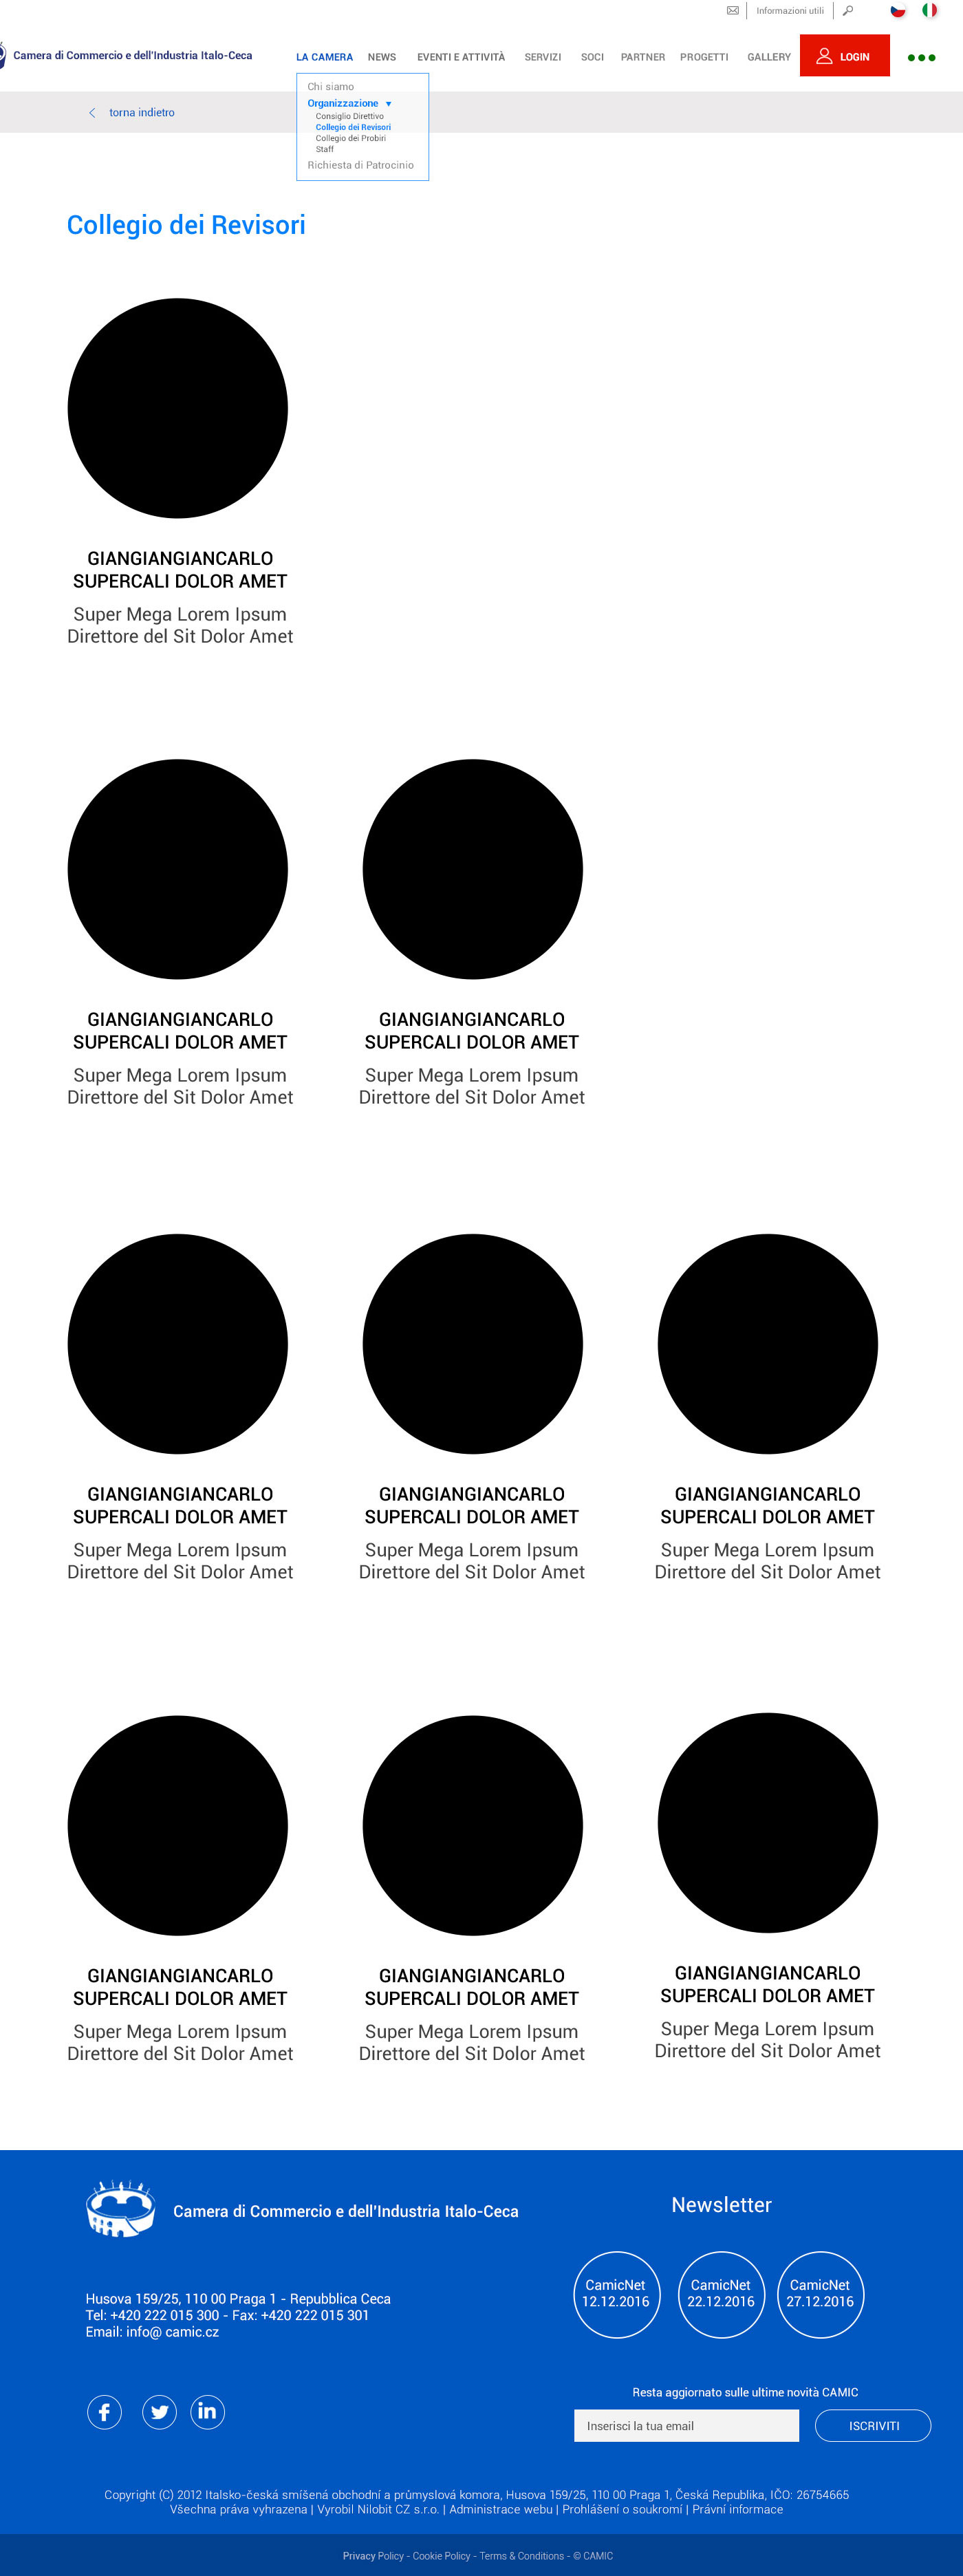 Informazioni utili
Camera di Commercio e dell'Industria Italo-Ceca
LA CAMERA NEWS EVENTI E ATTIVITÀ SERVIZI SOCI PARTNER PROGETTI GALLERY LOGIN
Chi siamo
Organizzazione
Consiglio Direttivo
Collegio dei Revisori
Collegio dei Probiri
Staff
Richiesta di Patrocinio
torna indietro
Collegio dei Revisori
GIANGIANGIANCARLO
SUPERCALI DOLOR AMET
Super Mega Lorem Ipsum
Direttore del Sit Dolor Amet
GIANGIANGIANCARLO
SUPERCALI DOLOR AMET
Super Mega Lorem Ipsum
Direttore del Sit Dolor Amet
GIANGIANGIANCARLO
SUPERCALI DOLOR AMET
Super Mega Lorem Ipsum
Direttore del Sit Dolor Amet
GIANGIANGIANCARLO
SUPERCALI DOLOR AMET
Super Mega Lorem Ipsum
Direttore del Sit Dolor Amet
GIANGIANGIANCARLO
SUPERCALI DOLOR AMET
Super Mega Lorem Ipsum
Direttore del Sit Dolor Amet
GIANGIANGIANCARLO
SUPERCALI DOLOR AMET
Super Mega Lorem Ipsum
Direttore del Sit Dolor Amet
GIANGIANGIANCARLO
SUPERCALI DOLOR AMET
Super Mega Lorem Ipsum
Direttore del Sit Dolor Amet
GIANGIANGIANCARLO
SUPERCALI DOLOR AMET
Super Mega Lorem Ipsum
Direttore del Sit Dolor Amet
GIANGIANGIANCARLO
SUPERCALI DOLOR AMET
Super Mega Lorem Ipsum
Direttore del Sit Dolor Amet
Camera di Commercio e dell'Industria Italo-Ceca
Husova 159/25, 110 00 Praga 1 - Repubblica Ceca
Tel: +420 222 015 300 - Fax: +420 222 015 301
Email: info@ camic.cz
Newsletter
CamicNet
12.12.2016
CamicNet
22.12.2016
CamicNet
27.12.2016
Resta aggiornato sulle ultime novità CAMIC
Inserisci la tua email
ISCRIVITI
Copyright (C) 2012 Italsko-česká smíšená obchodní a průmyslová komora, Husova 159/25, 110 00 Praga 1, Česká Republika, IČO: 26754665
Všechna práva vyhrazena | Vyrobil Nilobit CZ s.r.o. | Administrace webu | Prohlášení o soukromí | Právní informace
Privacy Policy - Cookie Policy - Terms & Conditions - © CAMIC